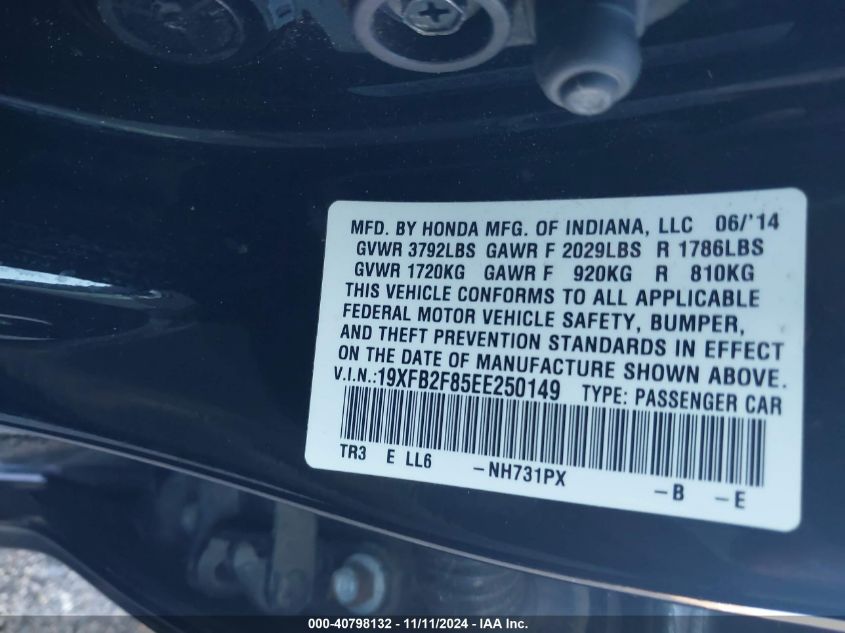 MFD. BY HONDA MFG. OF INDIANA, LLC 06/'14
GVWR 3792LBS GAWR F 2029LBS R 1786LBS
GVWR 1720KG GAWR F 920KG R 810KG
THIS VEHICLE CONFORMS TO ALL APPLICABLE
FEDERAL MOTOR VEHICLE SAFETY, BUMPER,
AND THEFT PREVENTION STANDARDS IN EFFECT
ON THE DATE OF MANUFACTURE SHOWN ABOVE.
V.I.N.:19XFB2F85EE250149 TYPE: PASSENGER CAR
TR3 E LL6 -NH731PX -B -E
000-40798132 - 11/11/2024 - IAA Inc.